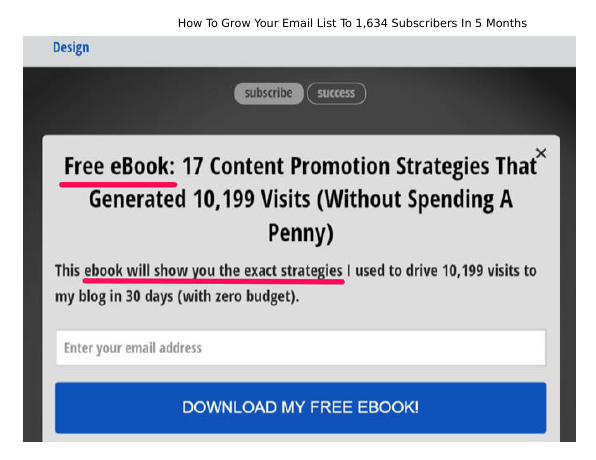 How To Grow Your Email List To 1,634 Subscribers In 5 Months
Design
subscribe success
×
Free eBook: 17 Content Promotion Strategies That
Generated 10,199 Visits (Without Spending A
Penny)
This ebook will show you the exact strategies I used to drive 10,199 visits to
my blog in 30 days (with zero budget).
Enter your email address
DOWNLOAD MY FREE EBOOK!